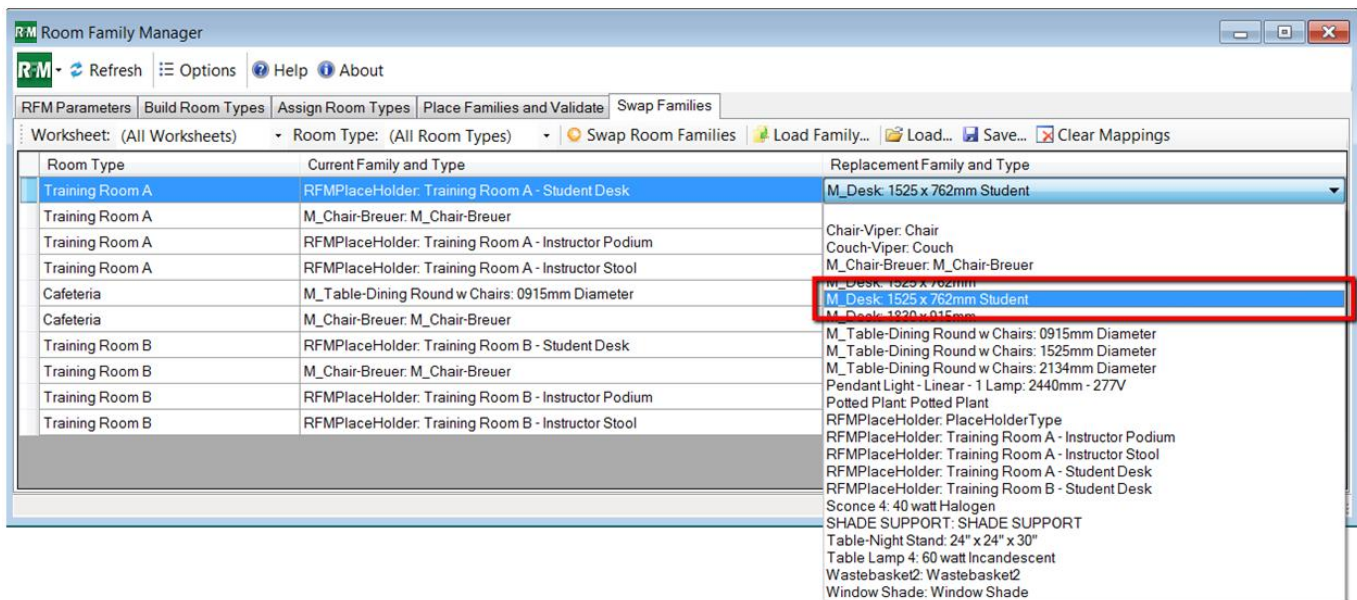 RFM Room Family Manager
RFM Refresh Options Help About
RFM Parameters Build Room Types Assign Room Types Place Families and Validate Swap Families
Worksheet: (All Worksheets) Room Type: (All Room Types) Swap Room Families Load Family... Load... Save... Clear Mappings
Room Type Current Family and Type Replacement Family and Type
Training Room A RFMPlaceHolder: Training Room A - Student Desk M_Desk: 1525 x 762mm Student
Training Room A M_Chair-Breuer: M_Chair-Breuer
Training Room A RFMPlaceHolder: Training Room A - Instructor Podium
Training Room A RFMPlaceHolder: Training Room A - Instructor Stool
Cafeteria M_Table-Dining Round w Chairs: 0915mm Diameter
Cafeteria M_Chair-Breuer: M_Chair-Breuer
Training Room B RFMPlaceHolder: Training Room B - Student Desk
Training Room B M_Chair-Breuer: M_Chair-Breuer
Training Room B RFMPlaceHolder: Training Room B - Instructor Podium
Training Room B RFMPlaceHolder: Training Room B - Instructor Stool
Chair-Viper: Chair
Couch-Viper: Couch
M_Chair-Breuer: M_Chair-Breuer
M_Desk: 1525 x 762mm
M_Desk: 1525 x 762mm Student
M_Desk: 1830 x 915mm
M_Table-Dining Round w Chairs: 0915mm Diameter
M_Table-Dining Round w Chairs: 1525mm Diameter
M_Table-Dining Round w Chairs: 2134mm Diameter
Pendant Light - Linear - 1 Lamp: 2440mm - 277V
Potted Plant: Potted Plant
RFMPlaceHolder: PlaceHolderType
RFMPlaceHolder: Training Room A - Instructor Podium
RFMPlaceHolder: Training Room A - Instructor Stool
RFMPlaceHolder: Training Room A - Student Desk
RFMPlaceHolder: Training Room B - Student Desk
Sconce 4: 40 watt Halogen
SHADE SUPPORT: SHADE SUPPORT
Table-Night Stand: 24" x 24" x 30"
Table Lamp 4: 60 watt Incandescent
Wastebasket2: Wastebasket2
Window Shade: Window Shade